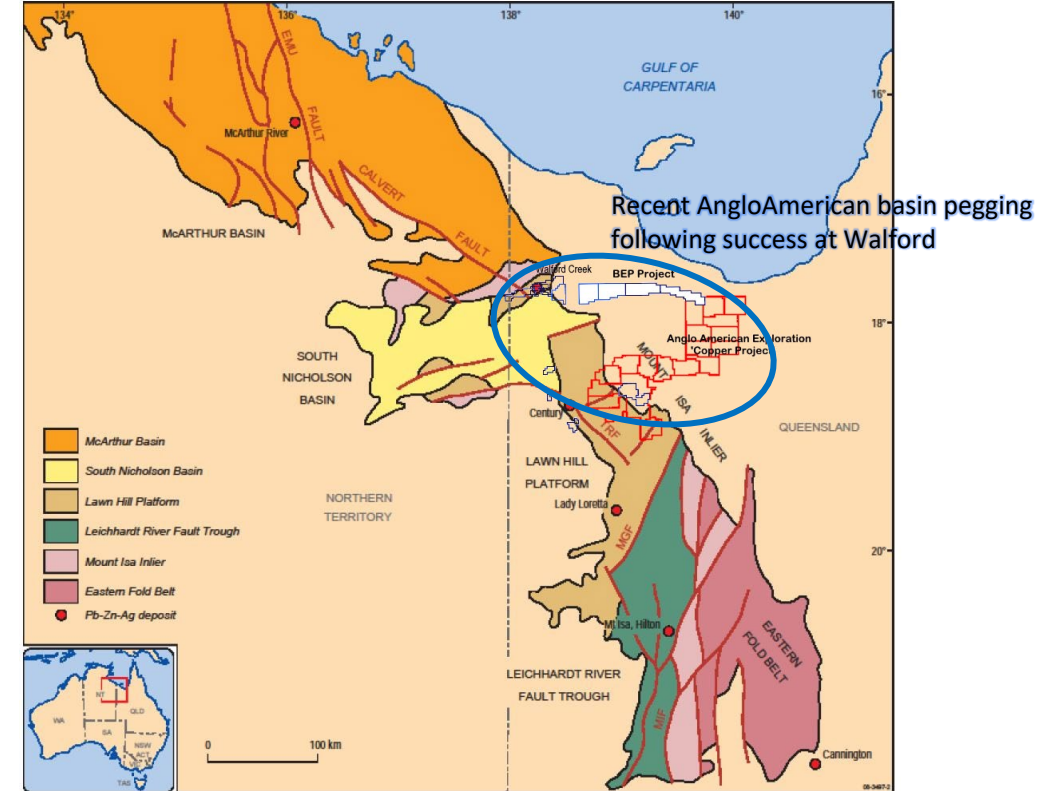 134°
136°
138°
140°
EMU
FAULT
GULF OF
CARPENTARIA
16°
McArthur River
CALVERT
FAULT
Recent AngloAmerican basin pegging
following success at Walford
McARTHUR BASIN
Walford Creek
BEP Project
18°
Anglo American Exploration
'Copper Project'
SOUTH
NICHOLSON
BASIN
MOUNT
ISA
INLIER
Century
TRF
QUEENSLAND
McArthur Basin
South Nicholson Basin
Lawn Hill Platform
Leichhardt River Fault Trough
Mount Isa Inlier
Eastern Fold Belt
Pb-Zn-Ag deposit
LAWN HILL
PLATFORM
NORTHERN
TERRITORY
Lady Loretta
MGF
20°
Mt Isa, Hilton
EASTERN
FOLD BELT
LEICHHARDT RIVER
FAULT TROUGH
MIF
Cannington
NT
QLD
WA
SA
NSW
ACT
TAS
0
100 km
08-3497-2